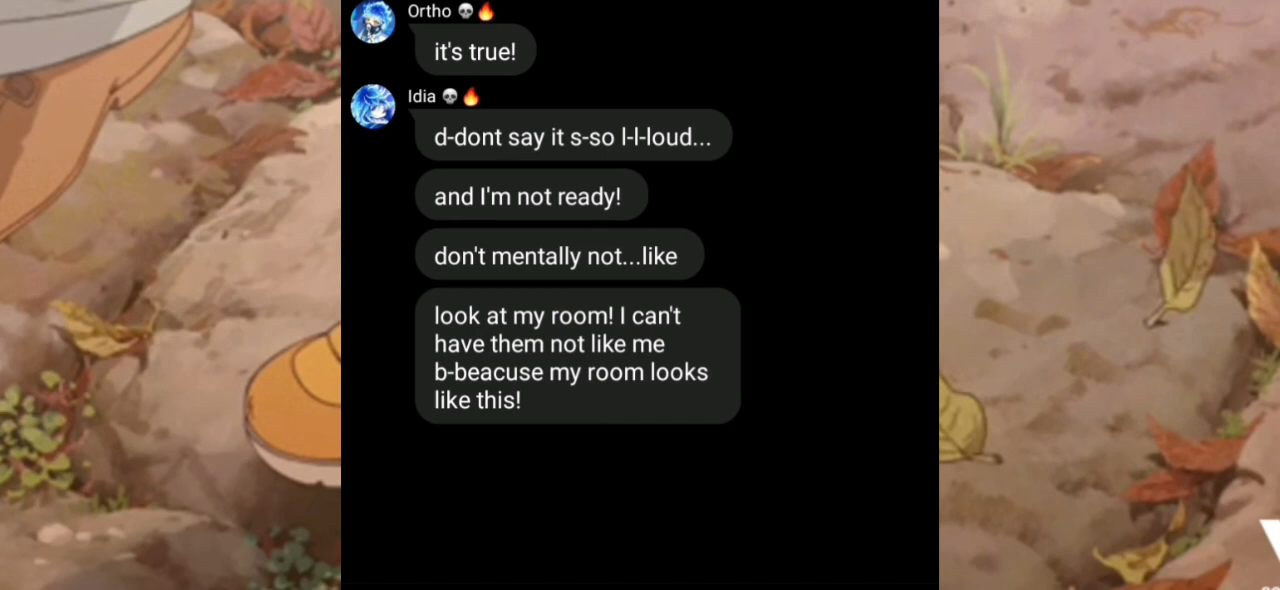 Ortho 💀🔥
it's true!
Idia 💀🔥
d-dont say it s-so l-l-loud...
and I'm not ready!
don't mentally not...like
look at my room! I can't
have them not like me
b-beacuse my room looks
like this!